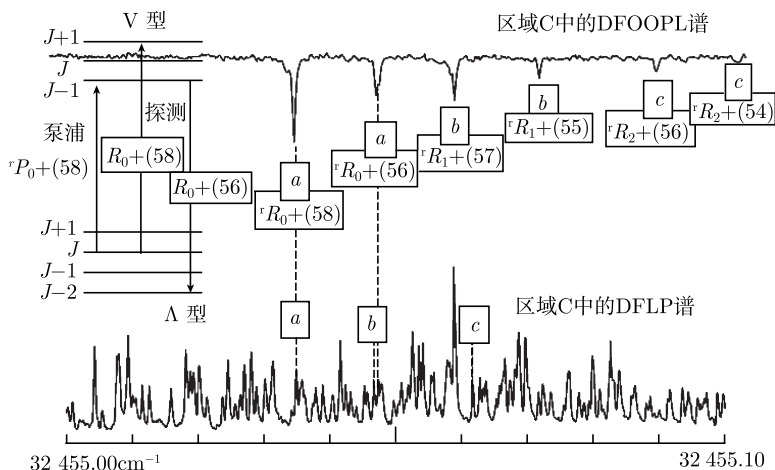 V 型
区域C中的DFOOPL谱
J+1
J
J−1
探测
泵浦
ʳP₀+(58)
R₀+(58)
R₀+(56)
a
ʳR₀+(58)
a
ʳR₀+(56)
b
ʳR₁+(57)
b
ʳR₁+(55)
c
ʳR₂+(56)
c
ʳR₂+(54)
J+1
J
J−1
J−2
Λ 型
区域C中的DFLP谱
a
b
c
32 455.00cm⁻¹
32 455.10